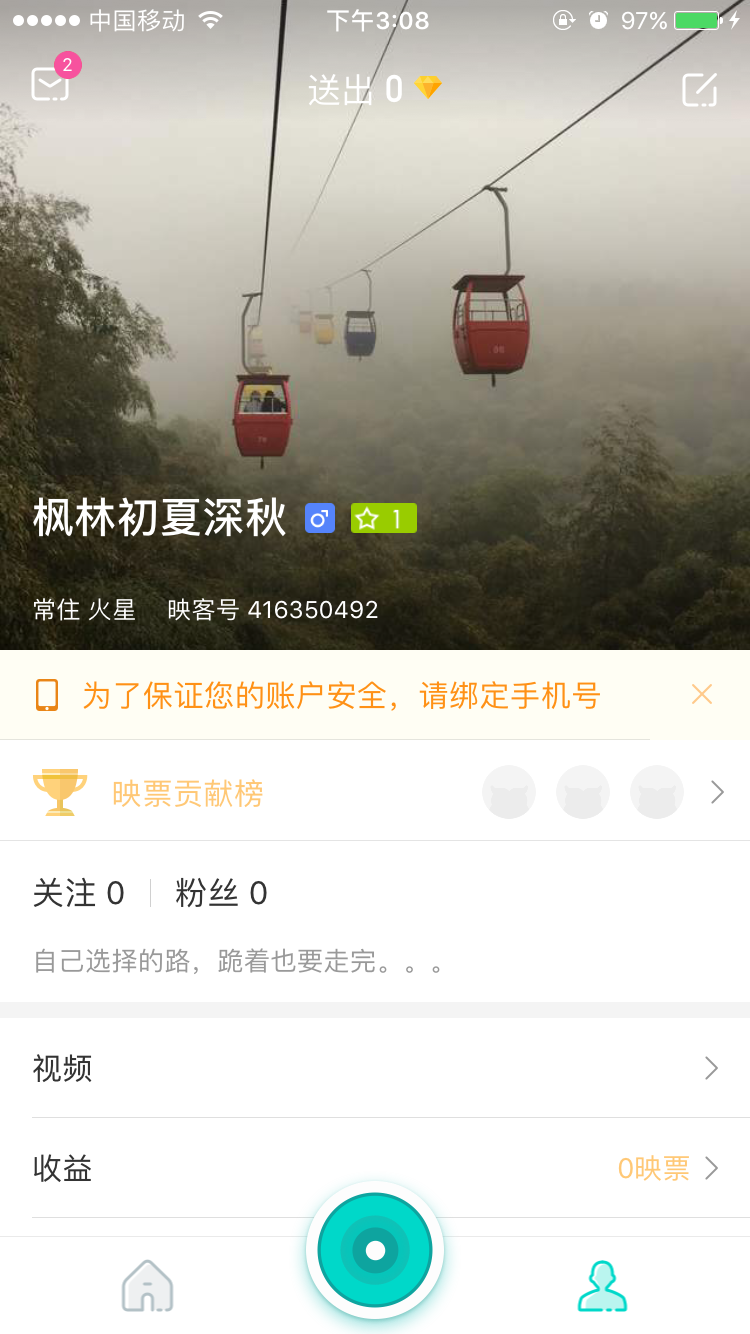 中国移动 下午3:08 97%
2
送出 0
枫林初夏深秋 1
常住 火星 映客号 416350492
为了保证您的账户安全，请绑定手机号
映票贡献榜
关注 0 粉丝 0
自己选择的路，跪着也要走完。。。
视频
收益 0映票